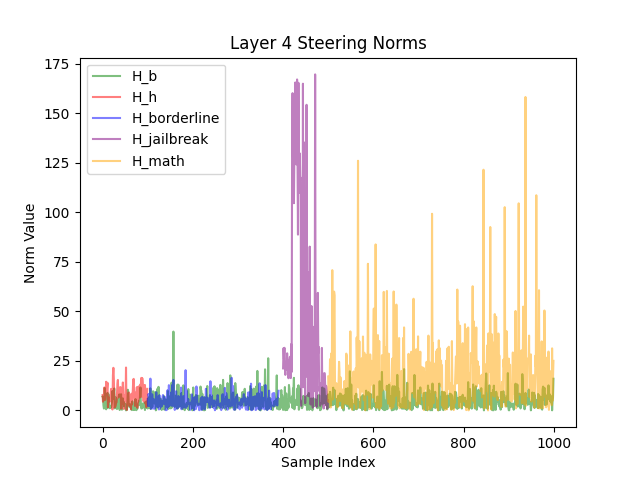 Layer 4 Steering Norms
H_b
H_h
H_borderline
H_jailbreak
H_math
Norm Value
175
150
125
100
75
50
25
0
0 200 400 600 800 1000
Sample Index